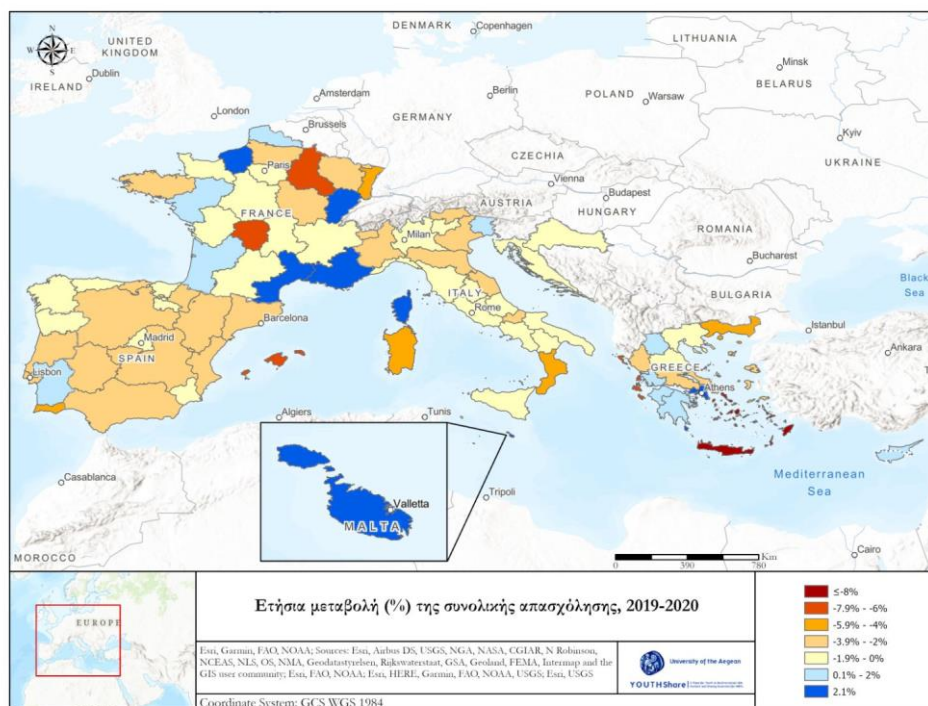 DENMARK
Copenhagen
N
W E
S
UNITED
KINGDOM
LITHUANIA
Dublin
IRELAND
Minsk
BELARUS
Amsterdam
Berlin
London
POLAND
Warsaw
Brussels
GERMANY
Kyiv
Paris
CZECHIA
UKRAINE
Vienna
Budapest
AUSTRIA
HUNGARY
FRANCE
Milan
ROMANIA
Bucharest
Black
Sea
ITALY
BULGARIA
Rome
Barcelona
Istanbul
Madrid
Ankara
SPAIN
GREECE
Lisbon
Athens
Algiers
Tunis
Casablanca
Valletta
MALTA
Mediterranean
Sea
Tripoli
MOROCCO
Cairo
Km
0 390 780
EUROPE
Ετήσια μεταβολή (%) της συνολικής απασχόλησης, 2019-2020
Esri, Garmin, FAO, NOAA; Sources: Esri, Airbus DS, USGS, NGA, NASA, CGIAR, N Robinson,
NCEAS, NLS, OS, NMA, Geodatastyrelsen, Rijkswaterstaat, GSA, Geoland, FEMA, Intermap and the
GIS user community; Esri, FAO, NOAA; Esri, HERE, Garmin, FAO, NOAA, USGS; Esri, USGS
University of the Aegean
YOUTHShare
Coordinate System: GCS WGS 1984
≤-8%
-7.9% - -6%
-5.9% - -4%
-3.9% - -2%
-1.9% - 0%
0.1% - 2%
2.1%